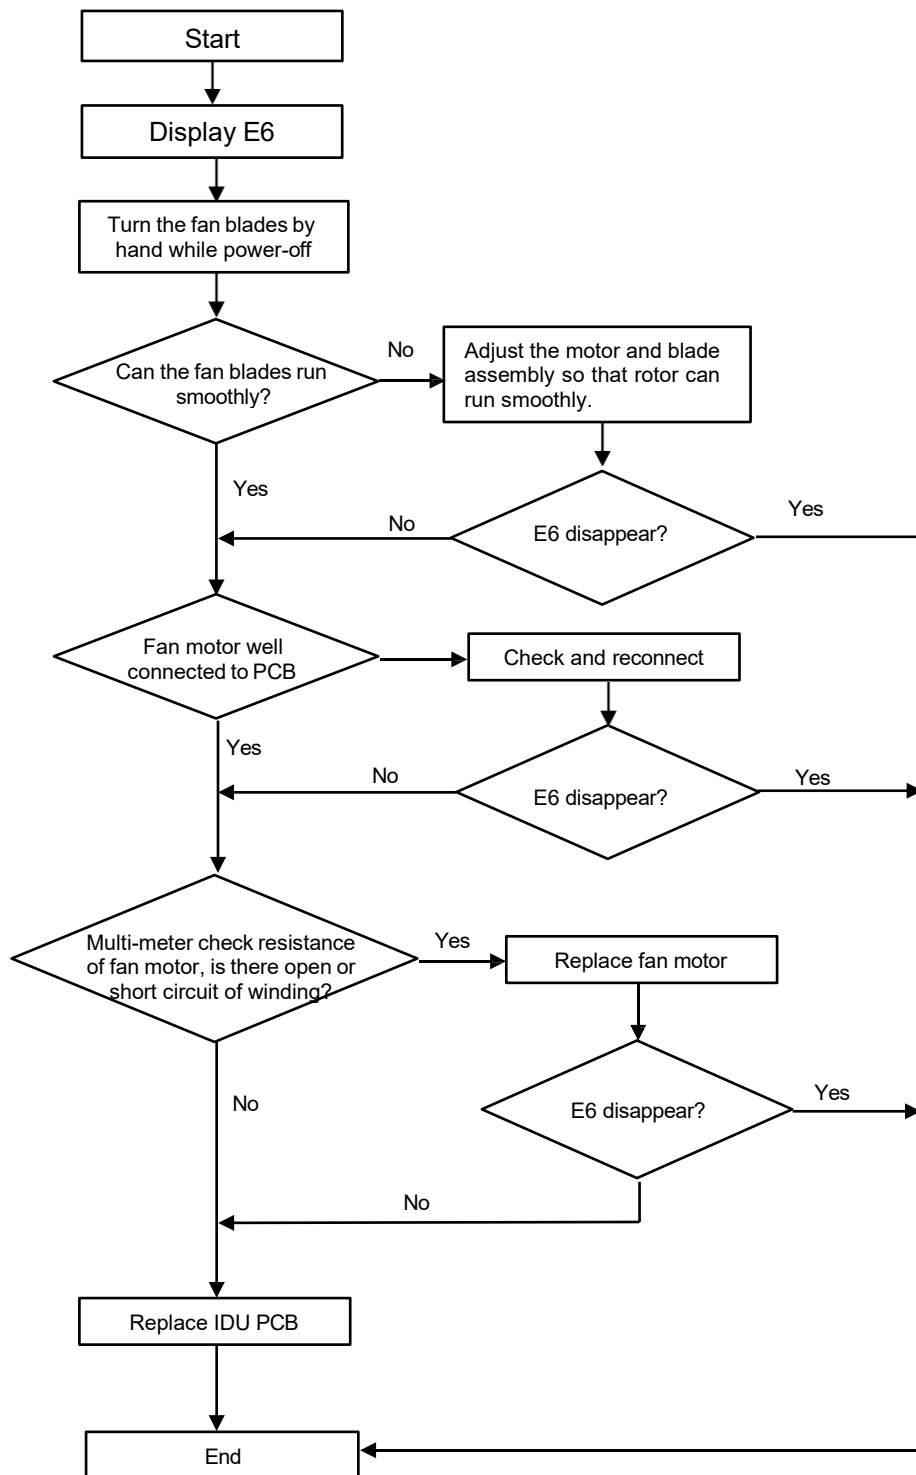 Start
Display E6
Turn the fan blades by
hand while power-off
Can the fan blades run
smoothly?
No
Adjust the motor and blade
assembly so that rotor can
run smoothly.
Yes
No
E6 disappear?
Yes
Fan motor well
connected to PCB
Check and reconnect
Yes
No
E6 disappear?
Yes
Multi-meter check resistance
of fan motor, is there open or
short circuit of winding?
Yes
Replace fan motor
No
E6 disappear?
Yes
No
Replace IDU PCB
End